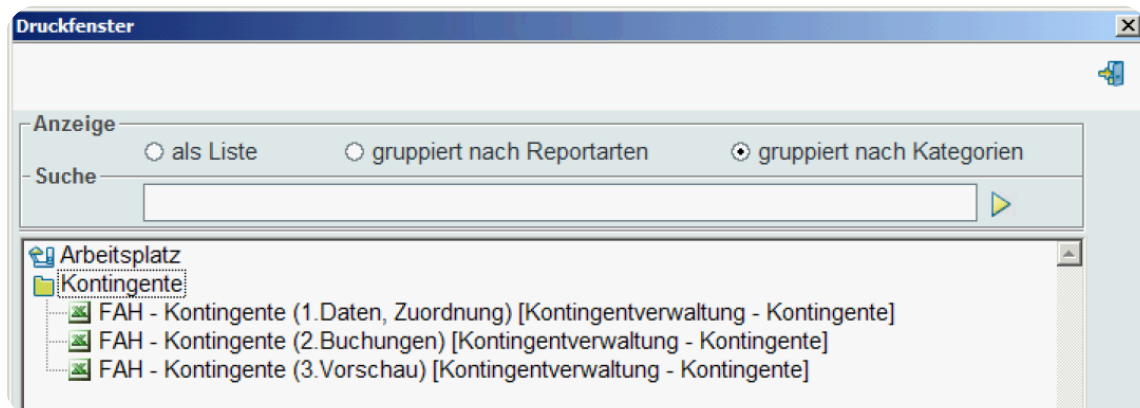 Druckfenster
Anzeige
als Liste gruppiert nach Reportarten gruppiert nach Kategorien
Suche
Arbeitsplatz
Kontingente
FAH - Kontingente (1.Daten, Zuordnung) [Kontingentverwaltung - Kontingente]
FAH - Kontingente (2.Buchungen) [Kontingentverwaltung - Kontingente]
FAH - Kontingente (3.Vorschau) [Kontingentverwaltung - Kontingente]